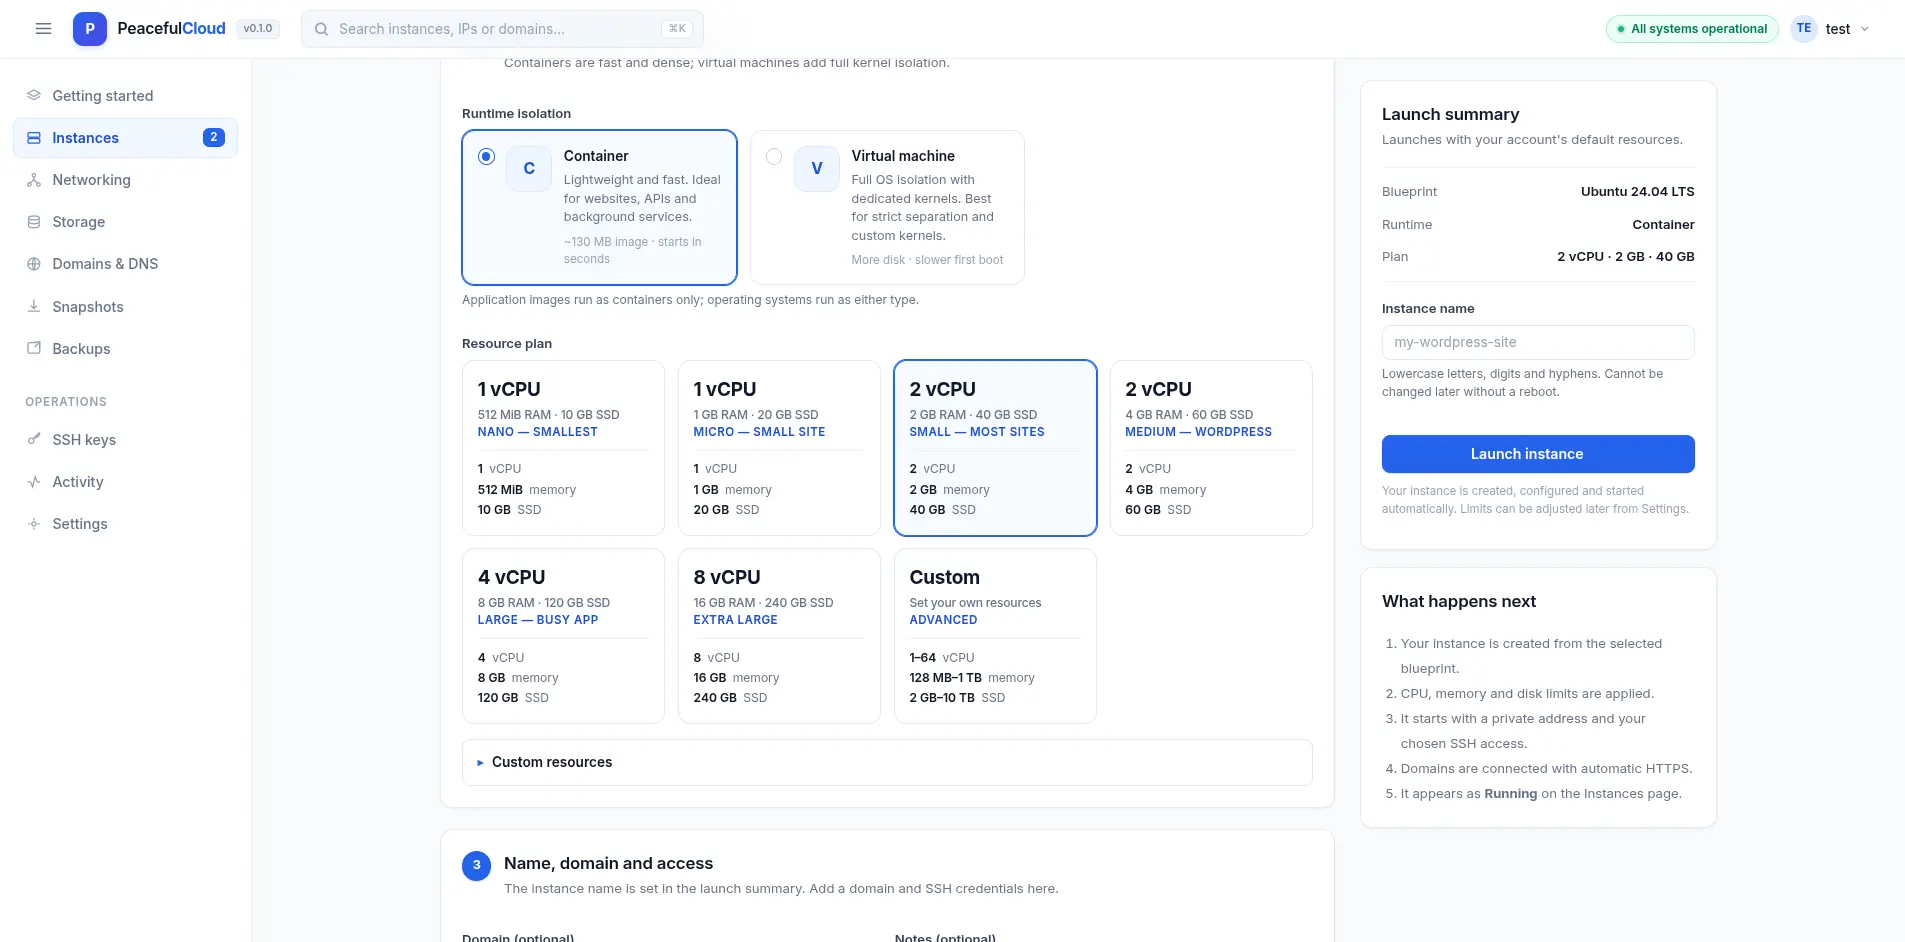 PeacefulCloud
P
v0.1.0
Search instances, IPs or domains...
⌘K
All systems operational
TE
test
Getting started
Instances
2
Networking
Storage
Domains & DNS
Snapshots
Backups
OPERATIONS
SSH keys
Activity
Settings
Containers are fast and dense; virtual machines add full kernel isolation.
Runtime isolation
C
Container
Lightweight and fast. Ideal
for websites, APIs and
background services.
~130 MB image · starts in
seconds
V
Virtual machine
Full OS isolation with
dedicated kernels. Best
for strict separation and
custom kernels.
More disk · slower first boot
Application images run as containers only; operating systems run as either type.
Resource plan
1 vCPU
512 MiB RAM · 10 GB SSD
NANO — SMALLEST
1 vCPU
512 MiB memory
10 GB SSD
1 vCPU
1 GB RAM · 20 GB SSD
MICRO — SMALL SITE
1 vCPU
1 GB memory
20 GB SSD
2 vCPU
2 GB RAM · 40 GB SSD
SMALL — MOST SITES
2 vCPU
2 GB memory
40 GB SSD
2 vCPU
4 GB RAM · 60 GB SSD
MEDIUM — WORDPRESS
2 vCPU
4 GB memory
60 GB SSD
4 vCPU
8 GB RAM · 120 GB SSD
LARGE — BUSY APP
4 vCPU
8 GB memory
120 GB SSD
8 vCPU
16 GB RAM · 240 GB SSD
EXTRA LARGE
8 vCPU
16 GB memory
240 GB SSD
Custom
Set your own resources
ADVANCED
1–64 vCPU
128 MB–1 TB memory
2 GB–10 TB SSD
Custom resources
3
Name, domain and access
The instance name is set in the launch summary. Add a domain and SSH credentials here.
Domain (optional)
Notes (optional)
Launch summary
Launches with your account's default resources.
Blueprint Ubuntu 24.04 LTS
Runtime Container
Plan 2 vCPU · 2 GB · 40 GB
Instance name
my-wordpress-site
Lowercase letters, digits and hyphens. Cannot be
changed later without a reboot.
Launch instance
Your instance is created, configured and started
automatically. Limits can be adjusted later from Settings.
What happens next
1. Your instance is created from the selected
blueprint.
2. CPU, memory and disk limits are applied.
3. It starts with a private address and your
chosen SSH access.
4. Domains are connected with automatic HTTPS.
5. It appears as Running on the Instances page.